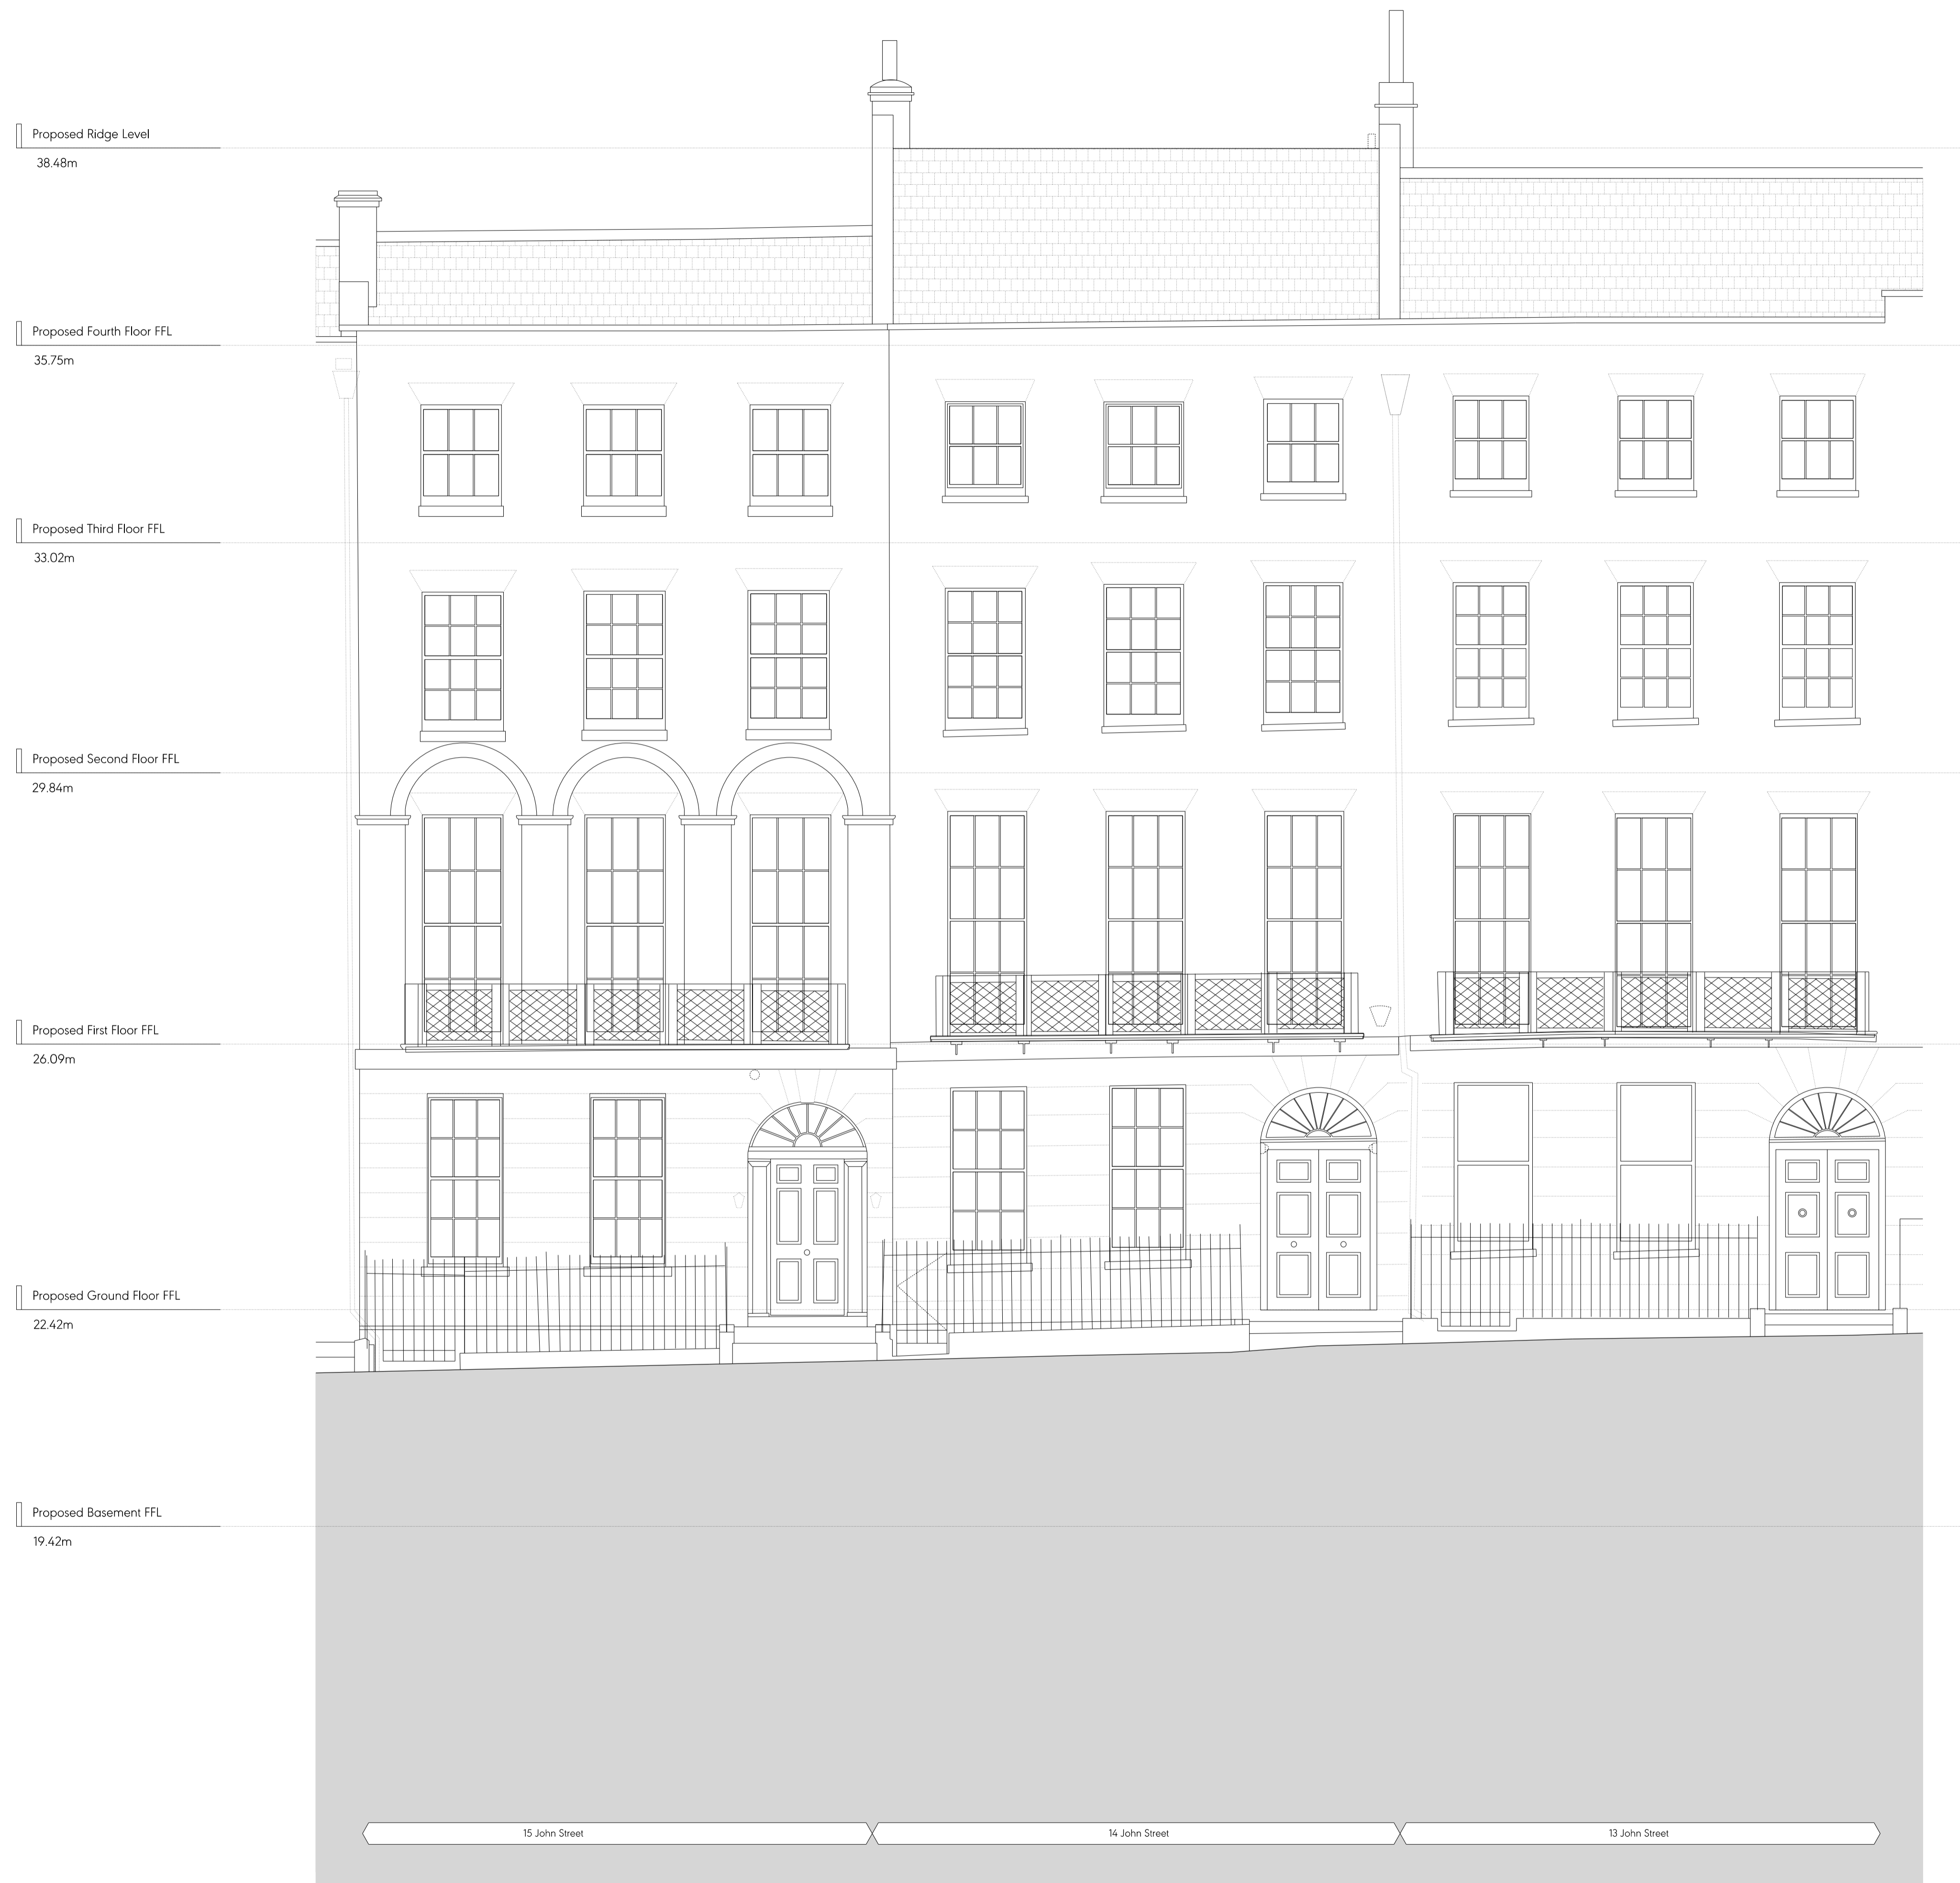 Proposed Ridge Level
38.48m
Proposed Fourth Floor FFL
35.75m
Proposed Third Floor FFL
33.02m
Proposed Second Floor FFL
29.84m
Proposed First Floor FFL
26.09m
Proposed Ground Floor FFL
22.42m
Proposed Basement FFL
19.42m
15 John Street
14 John Street
13 John Street